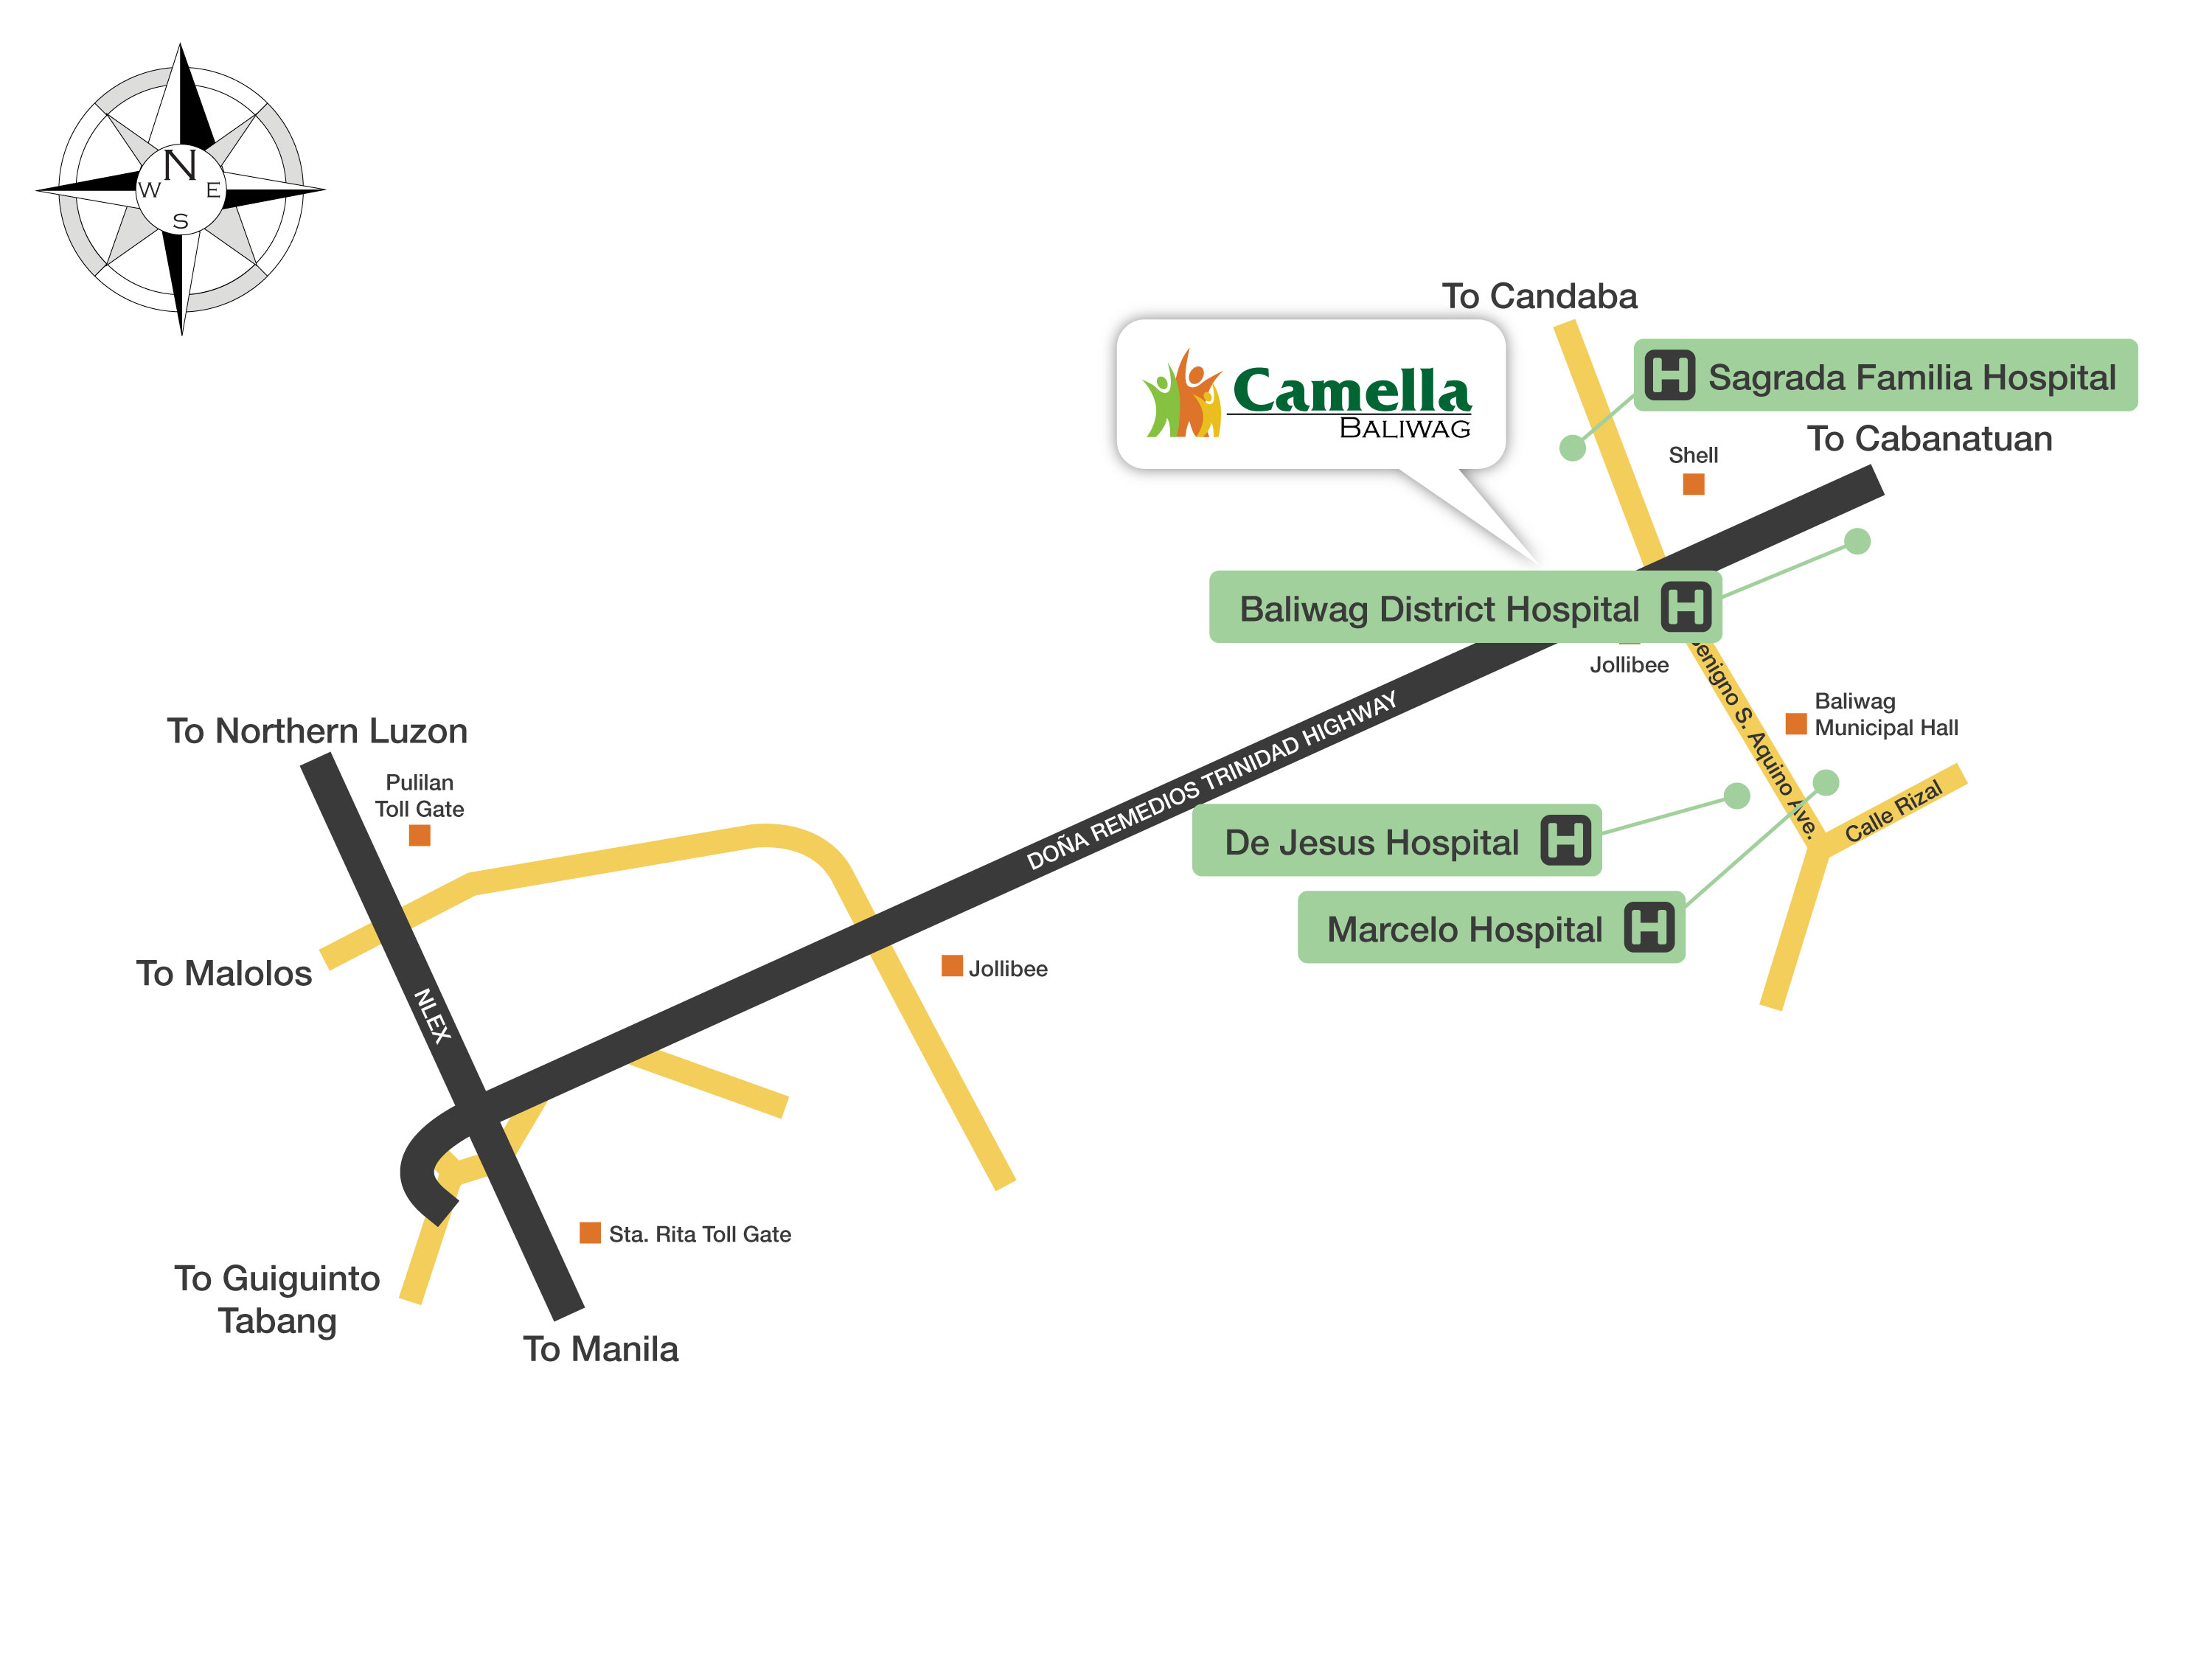 N
W E
S
To Candaba
Camella
BALIWAG
H Sagrada Familia Hospital
To Cabanatuan
Shell
Baliwag District Hospital H
Jollibee
enigno S. Aquino Ave.
Baliwag
Municipal Hall
DOÑA REMEDIOS TRINIDAD HIGHWAY
To Northern Luzon
Pulilan
Toll Gate
De Jesus Hospital H
Calle Rizal
Marcelo Hospital H
To Malolos
Jollibee
NLEX
Sta. Rita Toll Gate
To Guiguinto
Tabang
To Manila